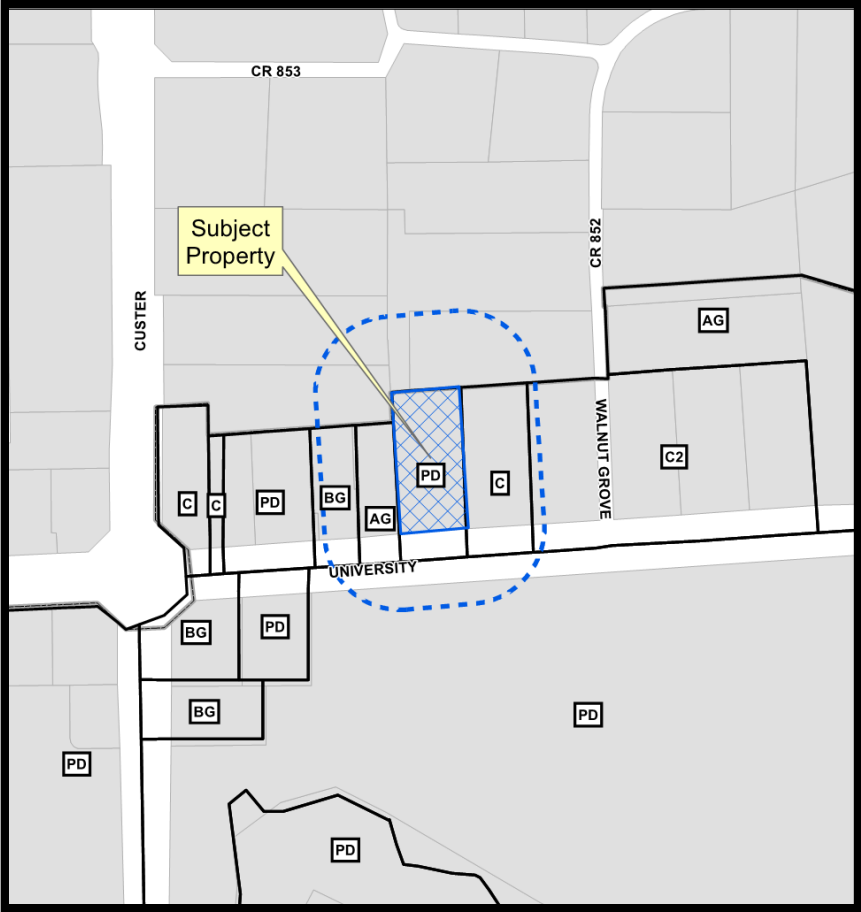 CR 853
Subject
Property
CR 852
CUSTER
AG
WALNUT GROVE
C2
PD
C
BG
C
C
PD
AG
UNIVERSITY
BG
PD
BG
PD
PD
PD